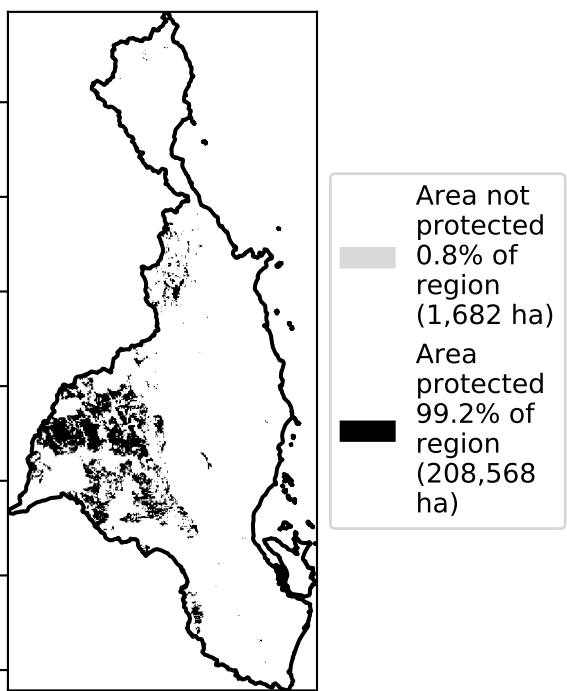 Area not
protected
0.8% of
region
(1,682 ha)
Area
protected
99.2% of
region
(208,568
ha)